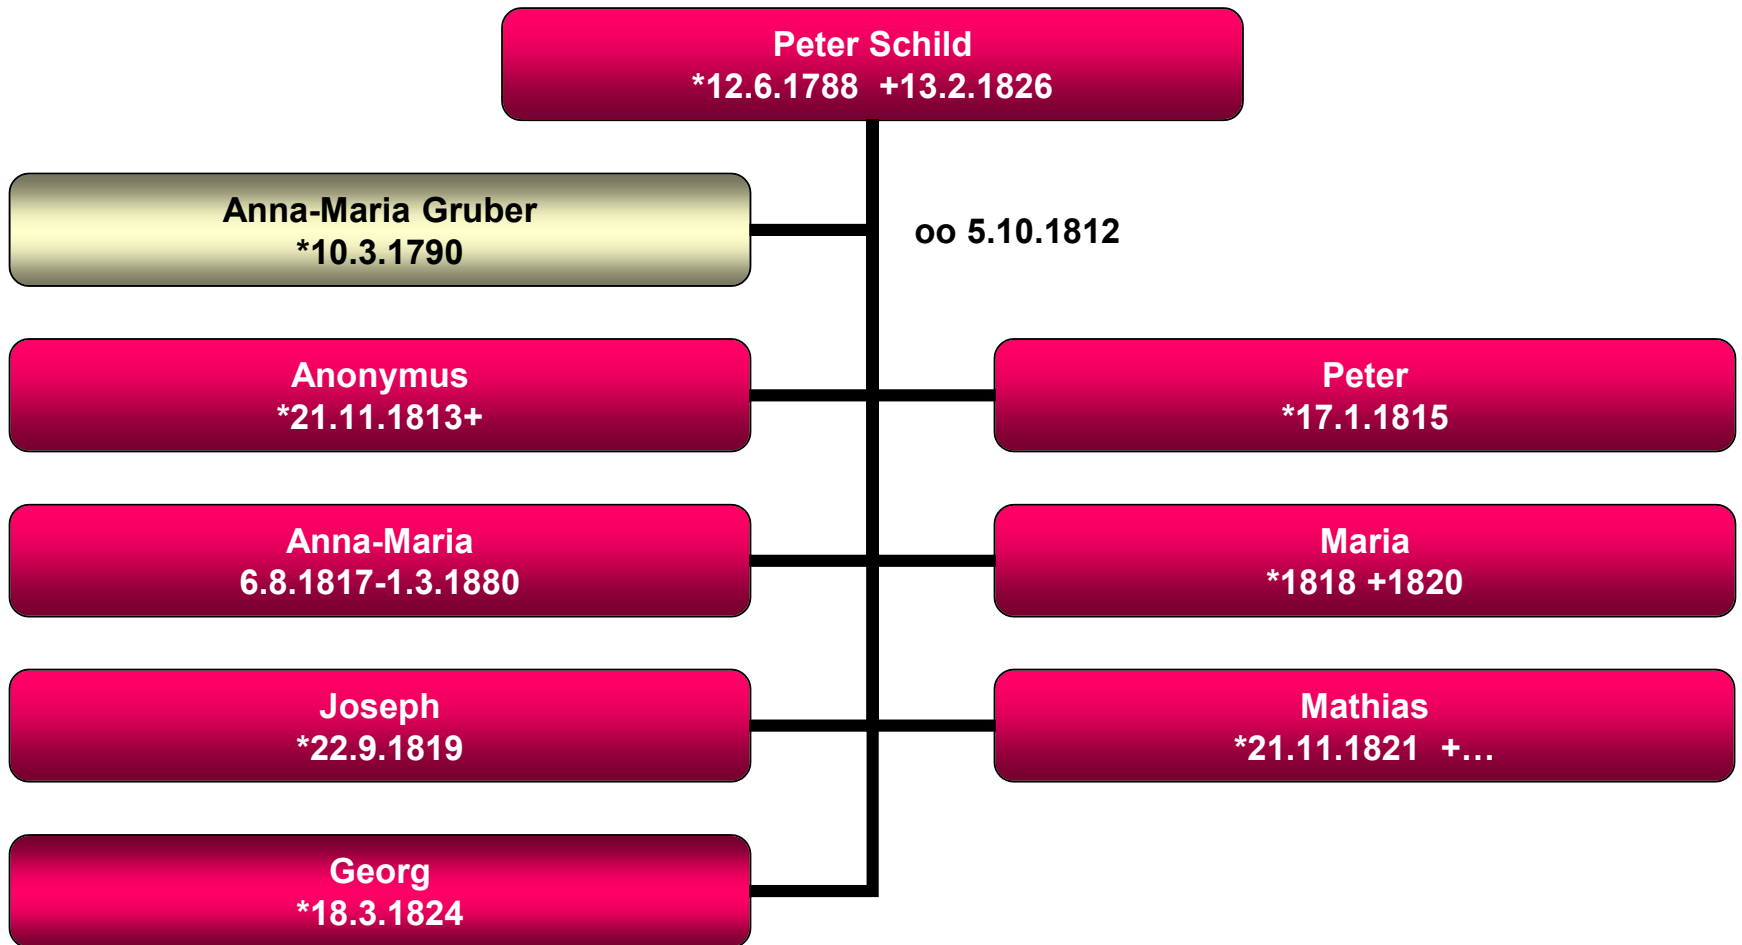 Peter Schild
*12.6.1788  +13.2.1826
Anna-Maria Gruber
*10.3.1790
oo 5.10.1812
Anonymus
*21.11.1813+
Peter
*17.1.1815
Anna-Maria
6.8.1817-1.3.1880
Maria
*1818 +1820
Joseph
*22.9.1819
Mathias
*21.11.1821  +…
Georg
*18.3.1824